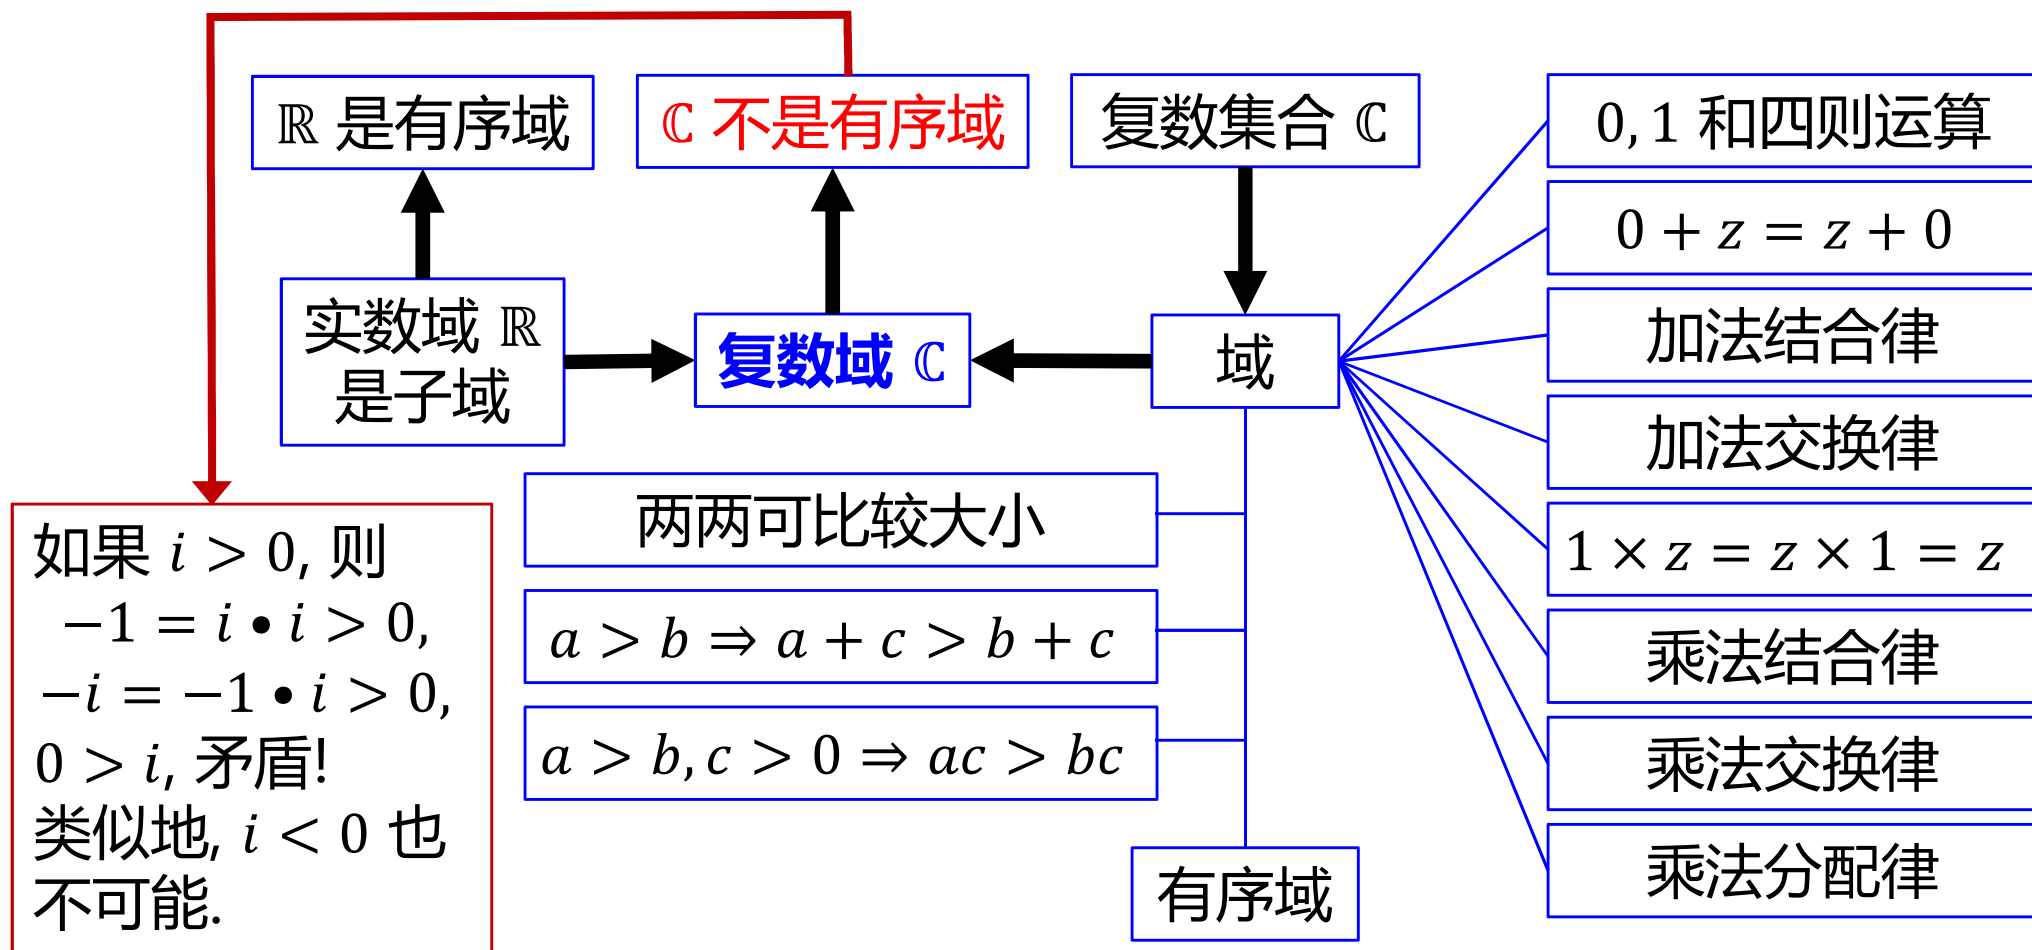 ℝ 是有序域
ℂ 不是有序域
复数集合 ℂ
实数域 ℝ
是子域
复数域 ℂ
域
0, 1 和四则运算
0 + z = z + 0
加法结合律
加法交换律
1 × z = z × 1 = z
乘法结合律
乘法交换律
乘法分配律
两两可比较大小
a > b ⇒ a + c > b + c
a > b, c > 0 ⇒ ac > bc
有序域
如果 i > 0, 则
−1 = i • i > 0,
−i = −1 • i > 0,
0 > i, 矛盾!
类似地, i < 0 也
不可能.